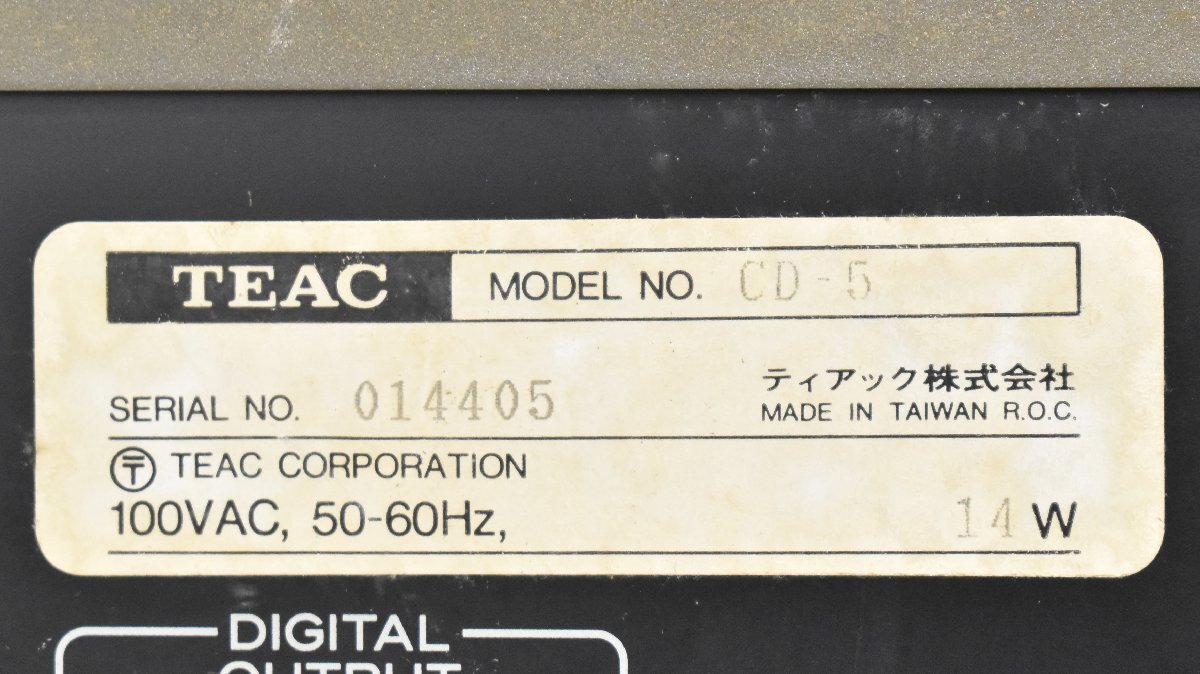 TEAC MODEL NO. CD-5
SERIAL NO. 014405
ティアック株式会社
MADE IN TAIWAN R.O.C.
〶 TEAC CORPORATION
100VAC, 50-60Hz, 14 W
DIGITAL
OUTPUT